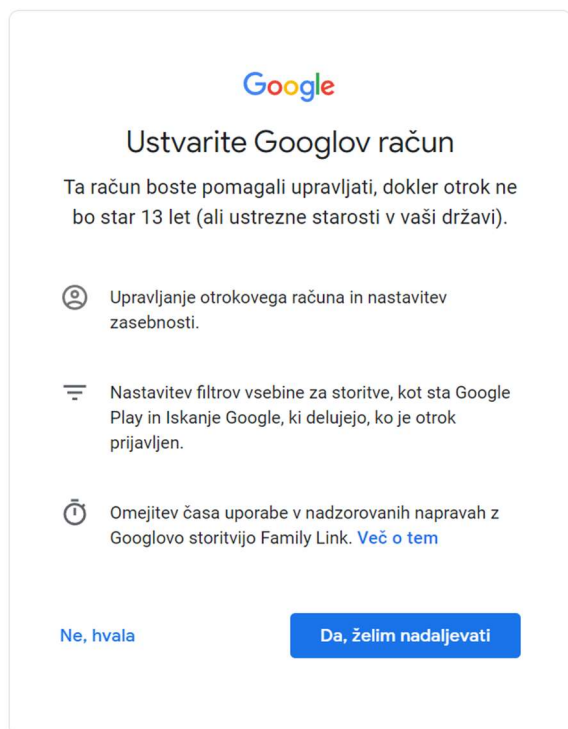 Google
Ustvarite Googlov račun
Ta račun boste pomagali upravljati, dokler otrok ne
bo star 13 let (ali ustrezne starosti v vaši državi).
Upravljanje otrokovega računa in nastavitev
zasebnosti.
Nastavitev filtrov vsebine za storitve, kot sta Google
Play in Iskanje Google, ki delujejo, ko je otrok
prijavljen.
Omejitev časa uporabe v nadzorovanih napravah z
Googlovo storitvijo Family Link. Več o tem
Ne, hvala
Da, želim nadaljevati